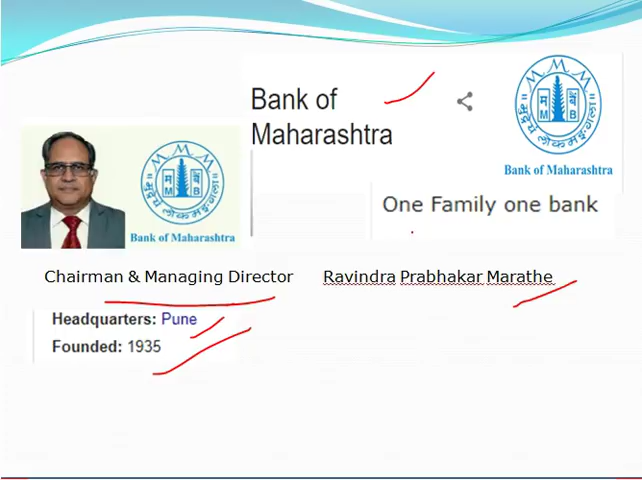 Bank of
Maharashtra
Bank of Maharashtra
One Family one bank
Bank of Maharashtra
Chairman & Managing Director Ravindra Prabhakar Marathe
Headquarters: Pune
Founded: 1935